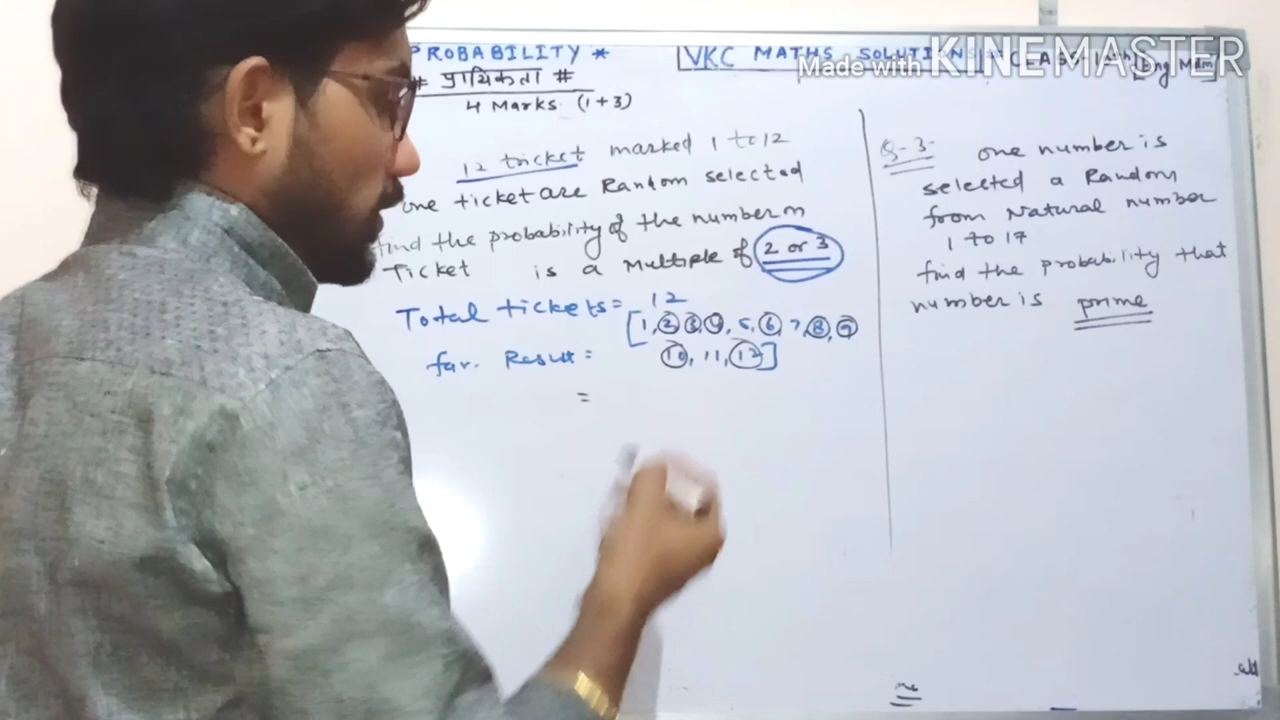 PROBABILITY *
# प्रायिकता #
4 Marks (1+3)
VKC MATHS SOLUTIONS
Made with KINEMASTER
12 tricket marked 1 to 12
one ticket are Random selected
find the probability of the number on
Ticket is a Multiple of 2 or 3
Total tickets = 12
fav. Result = [1, 2, 3, 4, 5, 6, 7, 8, 9
10, 11, 12]
=
Q-3- one number is
selected a Random
from Natural number
1 to 17
find the probability that
number is prime